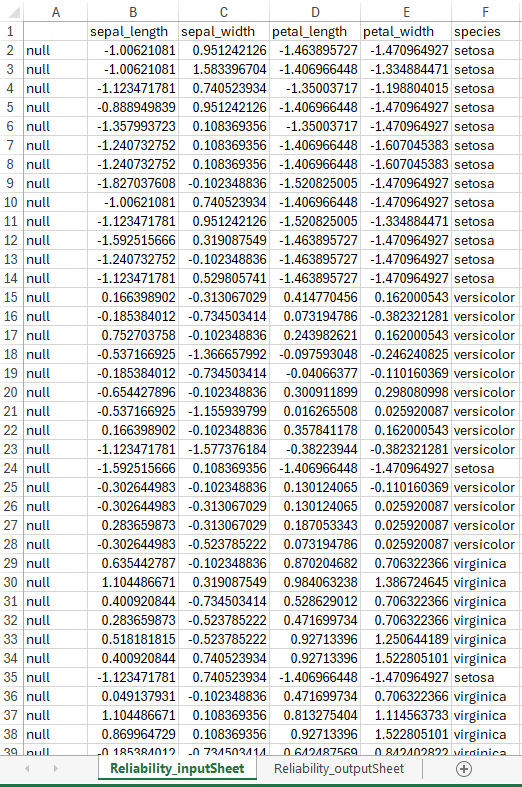 A B C D E F
1 sepal_length sepal_width petal_length petal_width species
2 null -1.00621081 0.951242126 -1.463895727 -1.470964927 setosa
3 null -1.00621081 1.583396704 -1.406966448 -1.334884471 setosa
4 null -1.123471781 0.740523934 -1.35003717 -1.198804015 setosa
5 null -0.888949839 0.951242126 -1.406966448 -1.470964927 setosa
6 null -1.357993723 0.108369356 -1.35003717 -1.470964927 setosa
7 null -1.240732752 0.108369356 -1.406966448 -1.607045383 setosa
8 null -1.240732752 0.108369356 -1.406966448 -1.607045383 setosa
9 null -1.827037608 -0.102348836 -1.520825005 -1.470964927 setosa
10 null -1.00621081 0.740523934 -1.406966448 -1.470964927 setosa
11 null -1.123471781 0.951242126 -1.520825005 -1.334884471 setosa
12 null -1.592515666 0.319087549 -1.463895727 -1.470964927 setosa
13 null -1.240732752 -0.102348836 -1.463895727 -1.470964927 setosa
14 null -1.123471781 0.529805741 -1.463895727 -1.470964927 setosa
15 null 0.166398902 -0.313067029 0.414770456 0.162000543 versicolor
16 null -0.185384012 -0.734503414 0.073194786 -0.382321281 versicolor
17 null 0.752703758 -0.102348836 0.243982621 0.162000543 versicolor
18 null -0.537166925 -1.366657992 -0.097593048 -0.246240825 versicolor
19 null -0.185384012 -0.734503414 -0.04066377 -0.110160369 versicolor
20 null -0.654427896 -0.102348836 0.300911899 0.298080998 versicolor
21 null -0.537166925 -1.155939799 0.016265508 0.025920087 versicolor
22 null 0.166398902 -0.102348836 0.357841178 0.162000543 versicolor
23 null -1.123471781 -1.577376184 -0.38223944 -0.382321281 versicolor
24 null -1.592515666 0.108369356 -1.406966448 -1.470964927 setosa
25 null -0.302644983 -0.102348836 0.130124065 -0.110160369 versicolor
26 null -0.302644983 -0.313067029 0.130124065 0.025920087 versicolor
27 null 0.283659873 -0.313067029 0.187053343 0.025920087 versicolor
28 null -0.302644983 -0.523785222 0.073194786 0.025920087 versicolor
29 null 0.635442787 -0.102348836 0.870204682 0.706322366 virginica
30 null 1.104486671 0.319087549 0.984063238 1.386724645 virginica
31 null 0.400920844 -0.734503414 0.528629012 0.706322366 virginica
32 null 0.283659873 -0.523785222 0.471699734 0.706322366 virginica
33 null 0.518181815 -0.523785222 0.92713396 1.250644189 virginica
34 null 0.400920844 0.740523934 0.92713396 1.522805101 virginica
35 null -1.123471781 0.740523934 -1.406966448 -1.470964927 setosa
36 null 0.049137931 -0.102348836 0.471699734 0.706322366 virginica
37 null 1.104486671 0.108369356 0.813275404 1.114563733 virginica
38 null 0.869964729 0.108369356 0.92713396 1.522805101 virginica
39 null -0.185384012 -0.734503414 0.642487569 0.842402822 virginica
Reliability_inputSheet Reliability_outputSheet